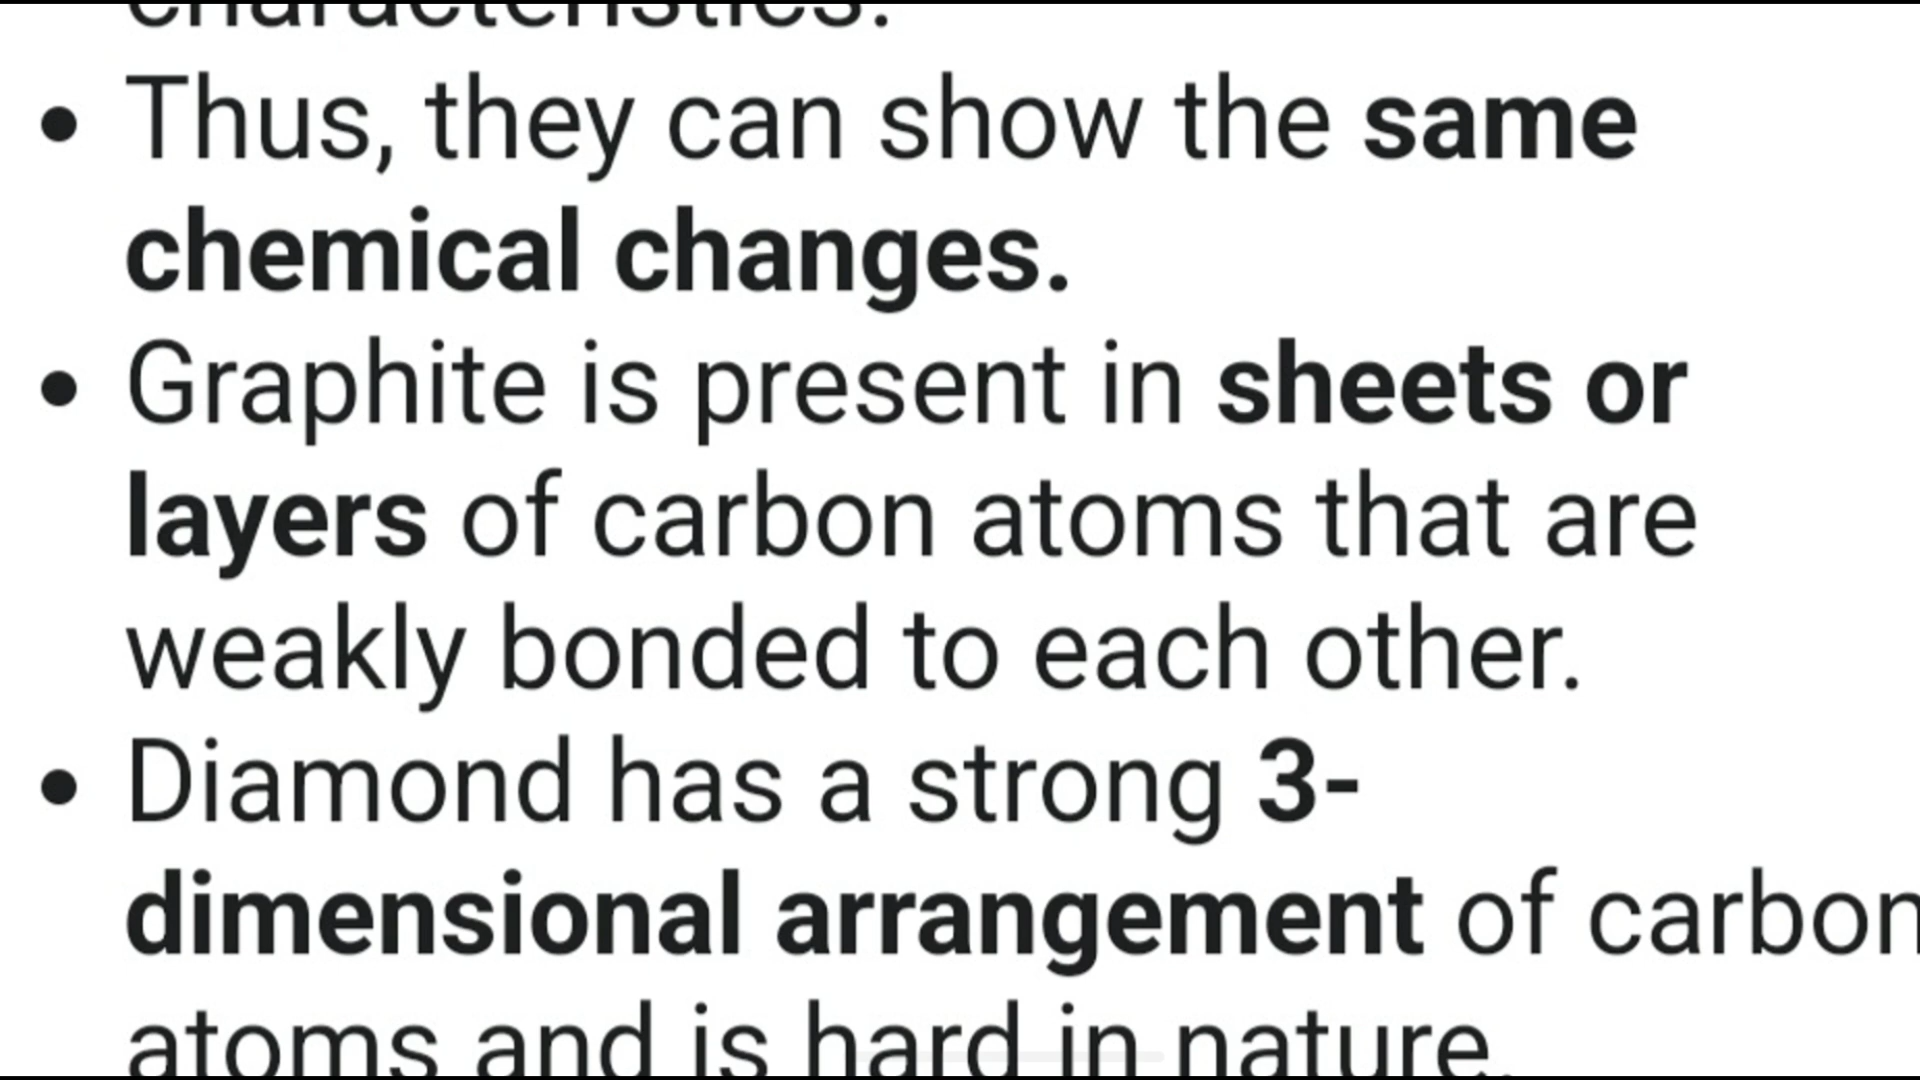 characteristics.
• Thus, they can show the same
chemical changes.
• Graphite is present in sheets or
layers of carbon atoms that are
weakly bonded to each other.
• Diamond has a strong 3-
dimensional arrangement of carbon
atoms and is hard in nature.